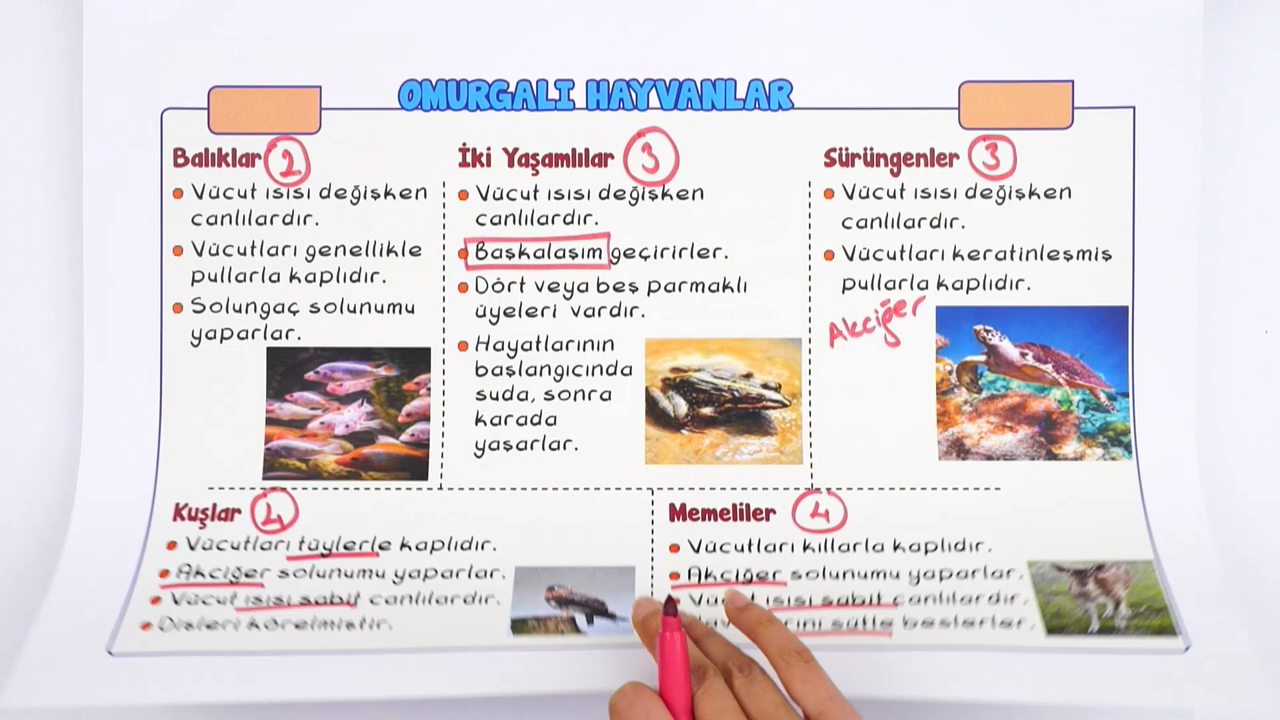 OMURGALI HAYVANLAR
Balıklar 2
Vücut ısısı değişken
canlılardır.
Vücutları genellikle
pullarla kaplıdır.
Solungaç solunumu
yaparlar.
İki Yaşamlılar 3
Vücut ısısı değişken
canlılardır.
Başkalaşım geçirirler.
Dört veya beş parmaklı
üyeleri vardır.
Hayatlarının
başlangıcında
suda, sonra
karada
yaşarlar.
Sürüngenler 3
Vücut ısısı değişken
canlılardır.
Vücutları keratinleşmiş
pullarla kaplıdır.
Akciğer
Kuşlar 4
Vücutları tüylerle kaplıdır.
Akciğer solunumu yaparlar.
Vücut ısısı sabit canlılardır.
Dişleri körelmiştir.
Memeliler 4
Vücutları kıllarla kaplıdır.
Akciğer solunumu yaparlar.
ısısı sabit canlılardır.
sütle beslerler.